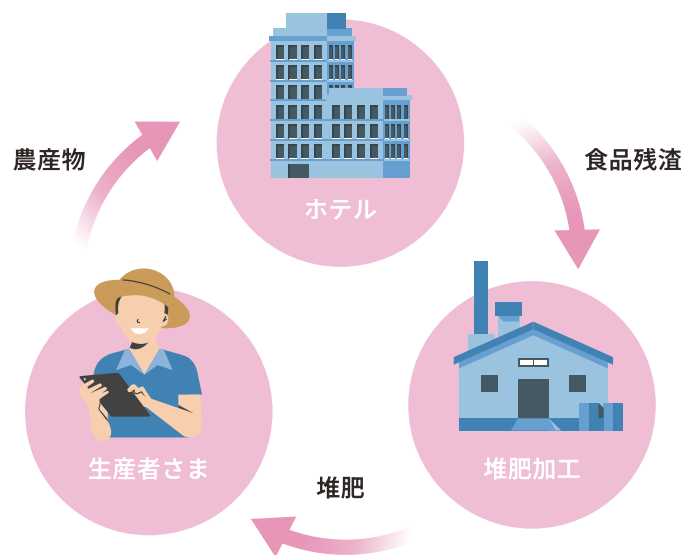 農産物
食品残渣
ホテル
生産者さま
堆肥
堆肥加工